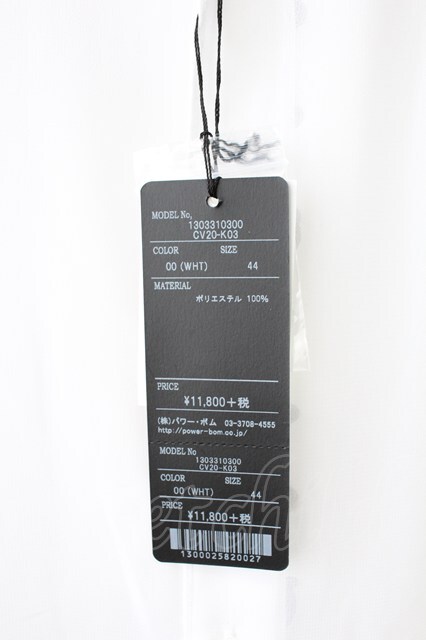 MODEL No,
1303310300
CV20-K03
COLOR SIZE
00 (WHT) 44
MATERIAL
ポリエステル 100%
PRICE
¥11,800+税
(株)パワー・ボム 03-3708-4555
http://power-bom.co.jp/
MODEL No
1303310300
CV20-K03
COLOR SIZE
00 (WHT) 44
PRICE
¥11,800+税
1300025820027